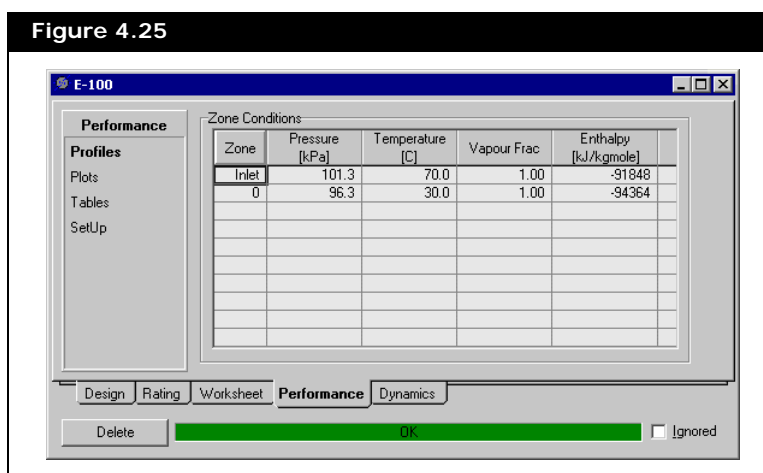 Figure 4.25
E-100
Performance
Profiles
Plots
Tables
SetUp
Zone Conditions
Zone Pressure [kPa] Temperature [C] Vapour Frac Enthalpy [kJ/kgmole]
Inlet 101.3 70.0 1.00 -91848
0 96.3 30.0 1.00 -94364
Design Rating Worksheet Performance Dynamics
Delete OK Ignored